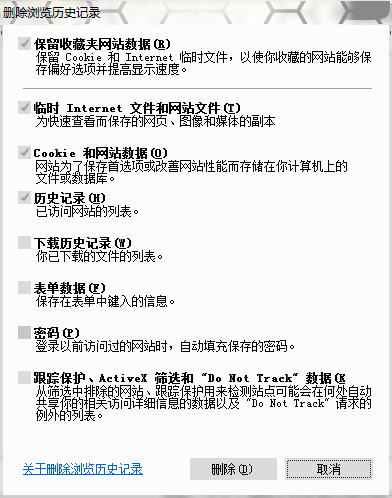 删除浏览历史记录
保留收藏夹网站数据(R)
保留 Cookie 和 Internet 临时文件，以使你收藏的网站能够保
存偏好选项并提高显示速度。
临时 Internet 文件和网站文件(T)
为快速查看而保存的网页、图像和媒体的副本
Cookie 和网站数据(O)
网站为了保存首选项或改善网站性能而存储在你计算机上的
文件或数据库。
历史记录(H)
已访问网站的列表。
下载历史记录(W)
你已下载的文件的列表。
表单数据(F)
保存在表单中键入的信息。
密码(P)
登录以前访问过的网站时，自动填充保存的密码。
跟踪保护、ActiveX 筛选和 "Do Not Track" 数据(K
从筛选中排除的网站、跟踪保护用来检测站点可能会在何处自动
共享你的相关访问详细信息的数据以及 "Do Not Track" 请求的
例外的列表。
关于删除浏览历史记录
删除(D)
取消